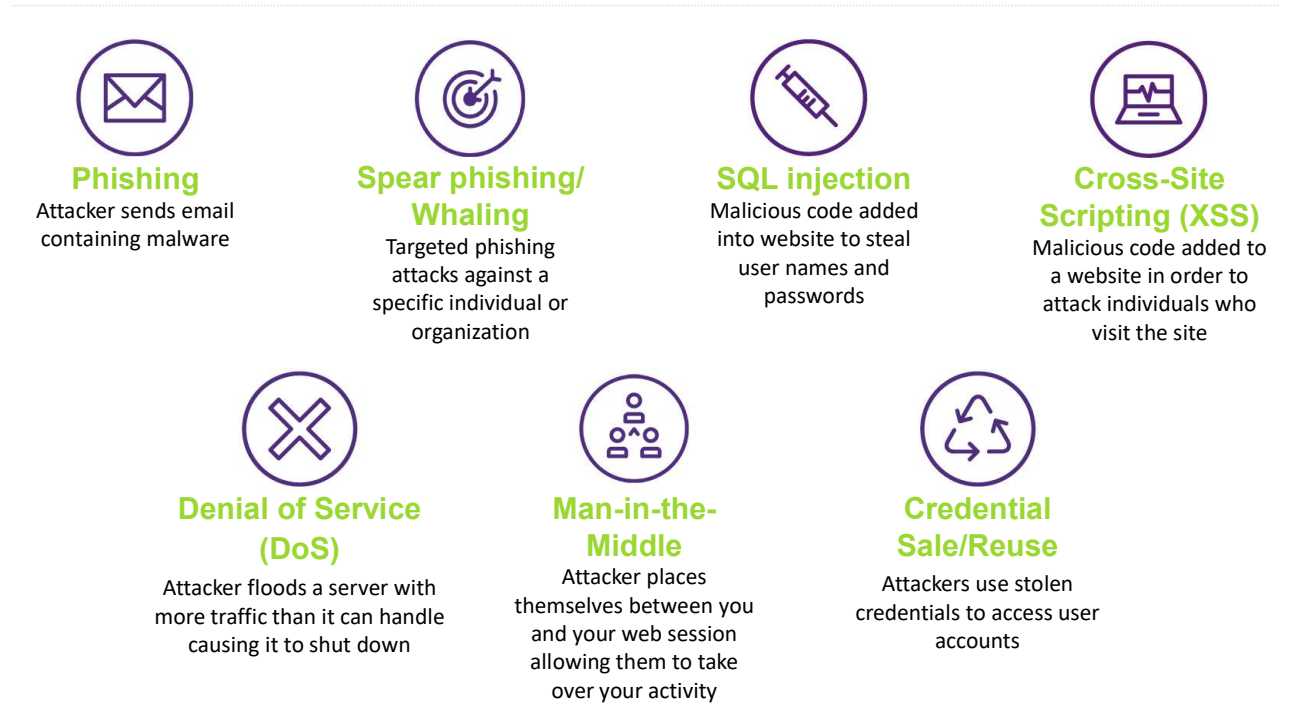 Phishing
Attacker sends email
containing malware
Spear phishing/
Whaling
Targeted phishing
attacks against a
specific individual or
organization
SQL injection
Malicious code added
into website to steal
user names and
passwords
Cross-Site
Scripting (XSS)
Malicious code added to
a website in order to
attack individuals who
visit the site
Denial of Service
(DoS)
Attacker floods a server with
more traffic than it can handle
causing it to shut down
Man-in-the-
Middle
Attacker places
themselves between you
and your web session
allowing them to take
over your activity
Credential
Sale/Reuse
Attackers use stolen
credentials to access user
accounts